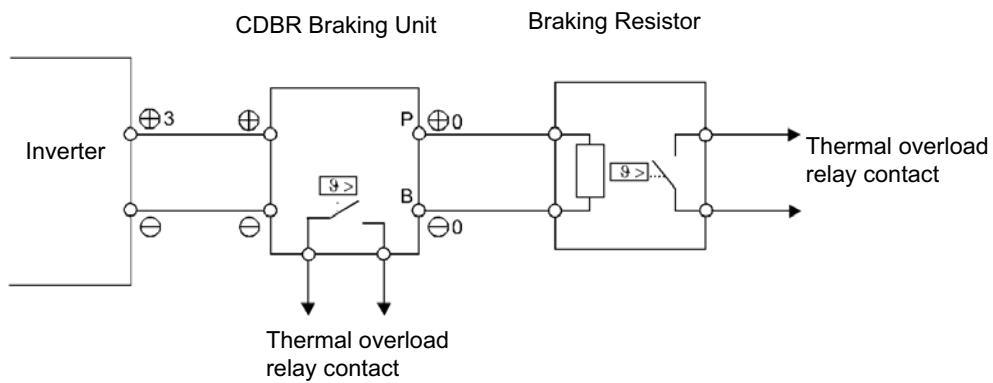 CDBR Braking Unit
Braking Resistor
Inverter
⊕3
⊕
P
⊕0
ϑ >
B
⊖
⊖
⊖0
ϑ >
Thermal overload
relay contact
Thermal overload
relay contact